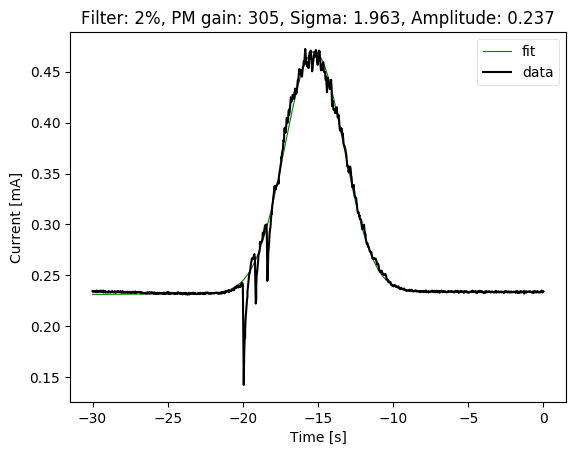 Filter: 2%, PM gain: 305, Sigma: 1.963, Amplitude: 0.237
fit
data
0.45
0.40
0.35
0.30
0.25
0.20
0.15
Current [mA]
−30
−25
−20
−15
−10
−5
0
Time [s]